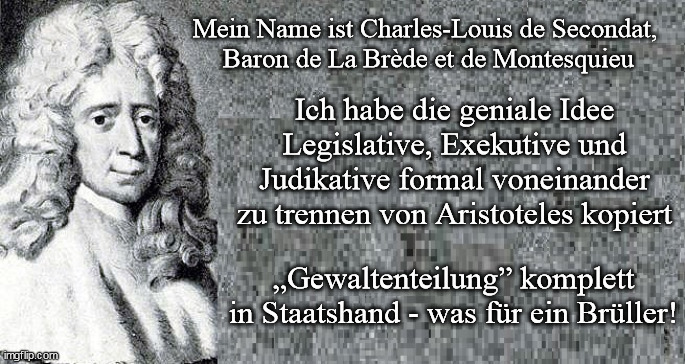 Mein Name ist Charles-Louis de Secondat,
Baron de La Brède et de Montesquieu
Ich habe die geniale Idee
Legislative, Exekutive und
Judikative formal voneinander
zu trennen von Aristoteles kopiert
„Gewaltenteilung” komplett
in Staatshand - was für ein Brüller!
imgflip.com